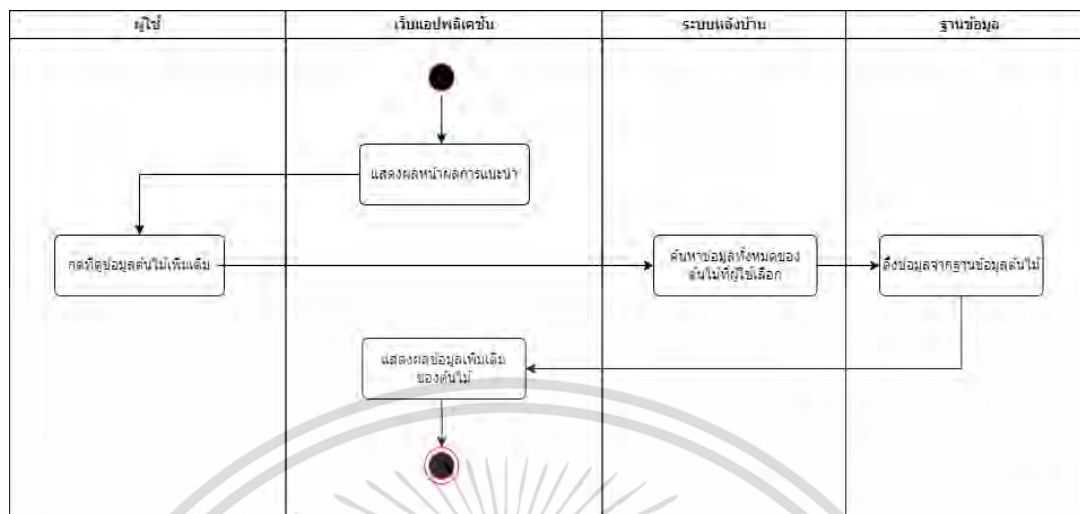 ผู้ใช้
เว็บแอปพลิเคชัน
ระบบหลังบ้าน
ฐานข้อมูล
แสดงผลหน้าผลการแนะนำ
กดที่ดูข้อมูลต้นไม้เพิ่มเติม
ค้นหาข้อมูลทั้งหมดของ
ต้นไม้ที่ผู้ใช้เลือก
ดึงข้อมูลจากฐานข้อมูลต้นไม้
แสดงผลข้อมูลเพิ่มเติม
ของต้นไม้